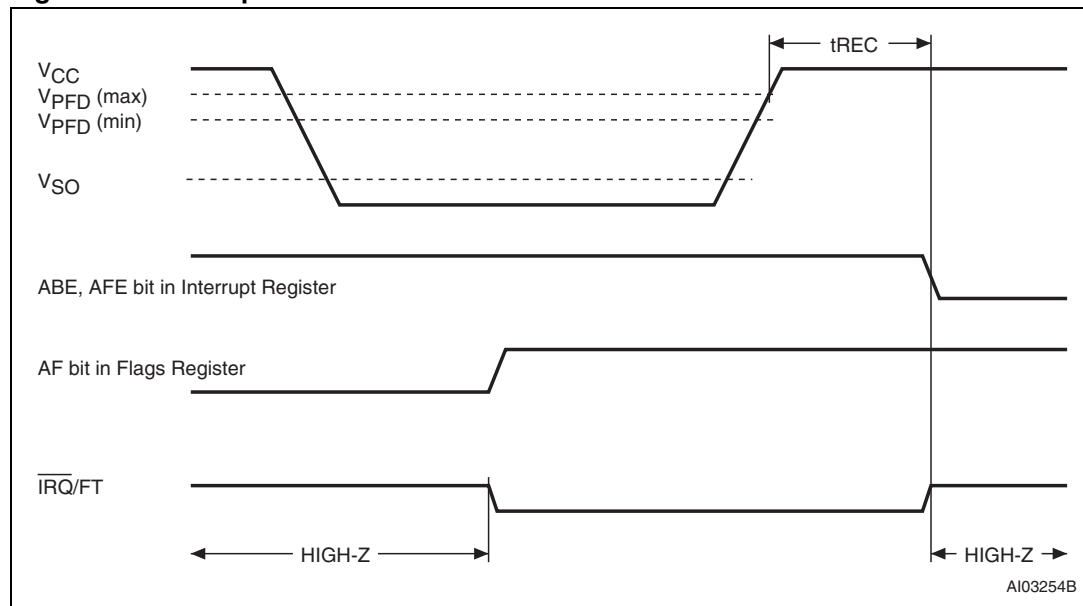 tREC
VCC
VPFD (max)
VPFD (min)
VSO
ABE, AFE bit in Interrupt Register
AF bit in Flags Register
IRQ/FT
HIGH-Z
HIGH-Z
AI03254B